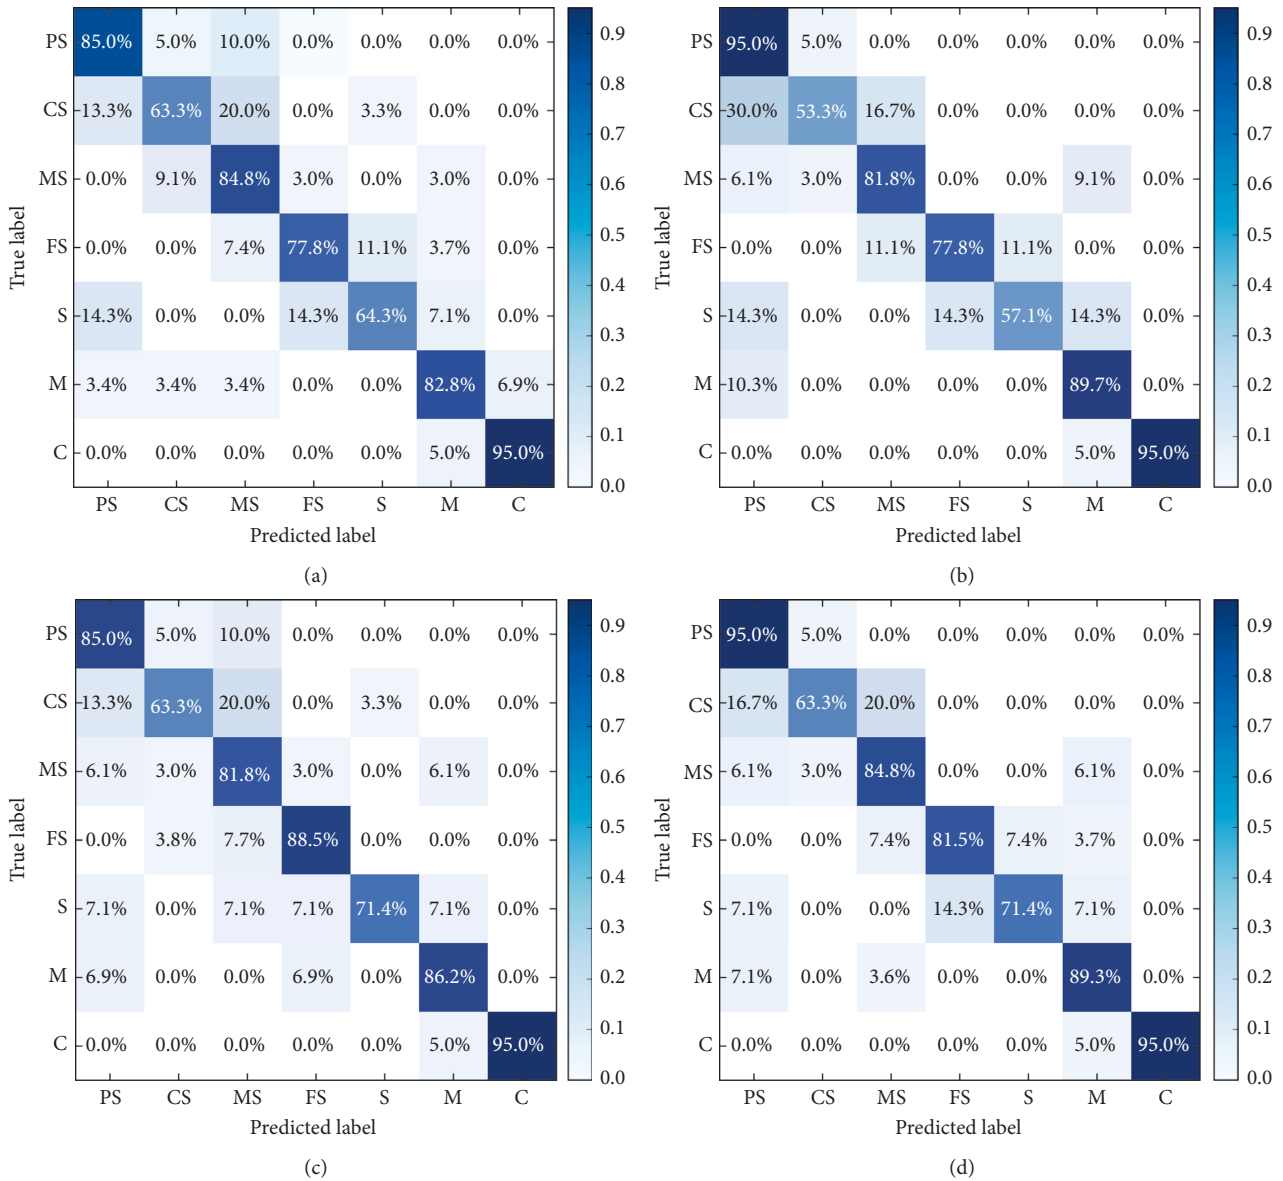 PS 85.0% 5.0% 10.0% 0.0% 0.0% 0.0% 0.0%
CS 13.3% 63.3% 20.0% 0.0% 3.3% 0.0% 0.0%
MS 0.0% 9.1% 84.8% 3.0% 0.0% 3.0% 0.0%
FS 0.0% 0.0% 7.4% 77.8% 11.1% 3.7% 0.0%
S 14.3% 0.0% 0.0% 14.3% 64.3% 7.1% 0.0%
M 3.4% 3.4% 3.4% 0.0% 0.0% 82.8% 6.9%
C 0.0% 0.0% 0.0% 0.0% 0.0% 5.0% 95.0%
PS CS MS FS S M C
Predicted label
True label
0.9
0.8
0.7
0.6
0.5
0.4
0.3
0.2
0.1
0.0
(a)
PS 95.0% 5.0% 0.0% 0.0% 0.0% 0.0% 0.0%
CS 30.0% 53.3% 16.7% 0.0% 0.0% 0.0% 0.0%
MS 6.1% 3.0% 81.8% 0.0% 0.0% 9.1% 0.0%
FS 0.0% 0.0% 11.1% 77.8% 11.1% 0.0% 0.0%
S 14.3% 0.0% 0.0% 14.3% 57.1% 14.3% 0.0%
M 10.3% 0.0% 0.0% 0.0% 0.0% 89.7% 0.0%
C 0.0% 0.0% 0.0% 0.0% 0.0% 5.0% 95.0%
PS CS MS FS S M C
Predicted label
True label
0.9
0.8
0.7
0.6
0.5
0.4
0.3
0.2
0.1
0.0
(b)
PS 85.0% 5.0% 10.0% 0.0% 0.0% 0.0% 0.0%
CS 13.3% 63.3% 20.0% 0.0% 3.3% 0.0% 0.0%
MS 6.1% 3.0% 81.8% 3.0% 0.0% 6.1% 0.0%
FS 0.0% 3.8% 7.7% 88.5% 0.0% 0.0% 0.0%
S 7.1% 0.0% 7.1% 7.1% 71.4% 7.1% 0.0%
M 6.9% 0.0% 0.0% 6.9% 0.0% 86.2% 0.0%
C 0.0% 0.0% 0.0% 0.0% 0.0% 5.0% 95.0%
PS CS MS FS S M C
Predicted label
True label
0.9
0.8
0.7
0.6
0.5
0.4
0.3
0.2
0.1
0.0
(c)
PS 95.0% 5.0% 0.0% 0.0% 0.0% 0.0% 0.0%
CS 16.7% 63.3% 20.0% 0.0% 0.0% 0.0% 0.0%
MS 6.1% 3.0% 84.8% 0.0% 0.0% 6.1% 0.0%
FS 0.0% 0.0% 7.4% 81.5% 7.4% 3.7% 0.0%
S 7.1% 0.0% 0.0% 14.3% 71.4% 7.1% 0.0%
M 7.1% 0.0% 3.6% 0.0% 0.0% 89.3% 0.0%
C 0.0% 0.0% 0.0% 0.0% 0.0% 5.0% 95.0%
PS CS MS FS S M C
Predicted label
True label
0.9
0.8
0.7
0.6
0.5
0.4
0.3
0.2
0.1
0.0
(d)